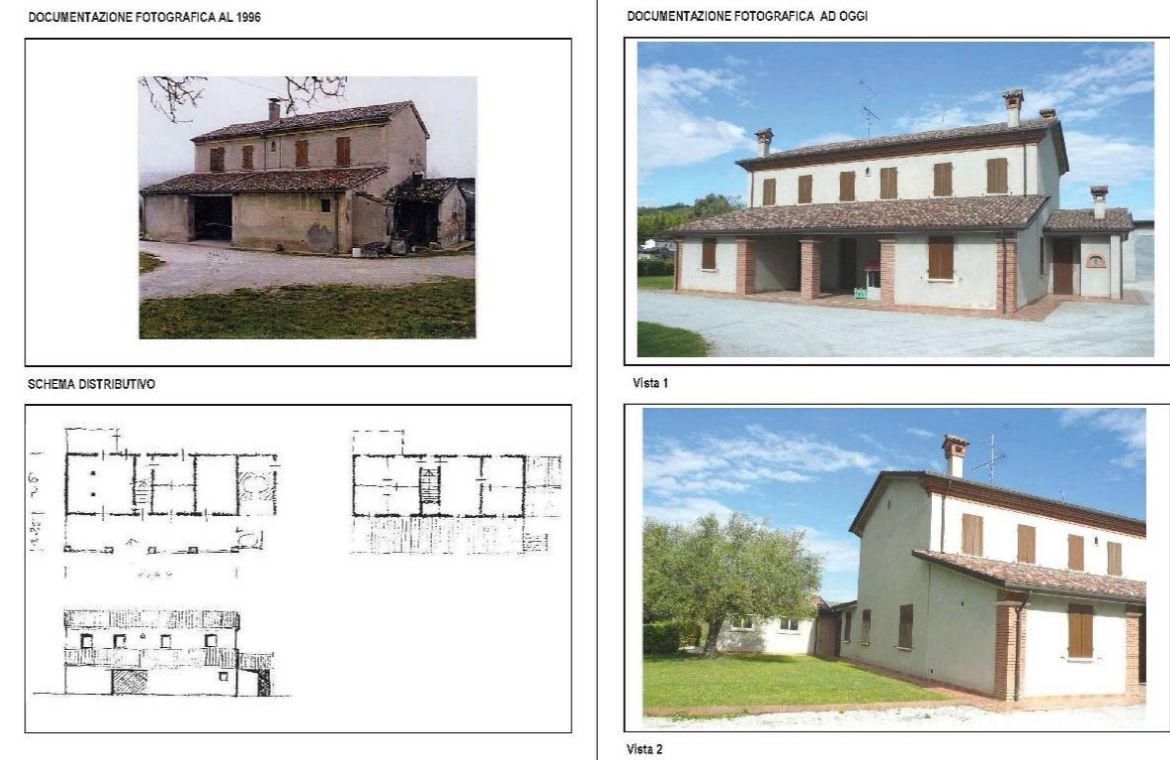 DOCUMENTAZIONE FOTOGRAFICA AL 1996
SCHEMA DISTRIBUTIVO
DOCUMENTAZIONE FOTOGRAFICA AD OGGI
Vista 1
Vista 2